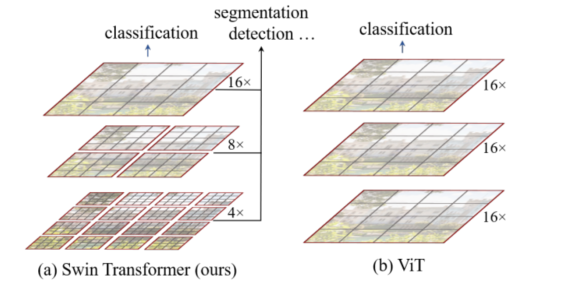 segmentation
classification
detection ...
classification
16×
16×
8×
16×
4×
16×
(a) Swin Transformer (ours)
(b) ViT